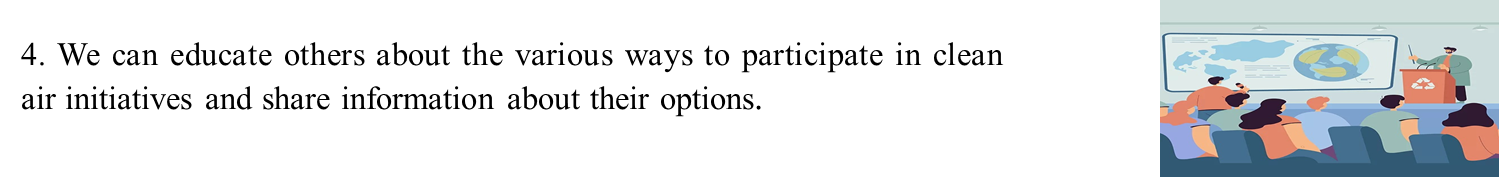 4. We can educate others about the various ways to participate in clean
air initiatives and share information about their options.